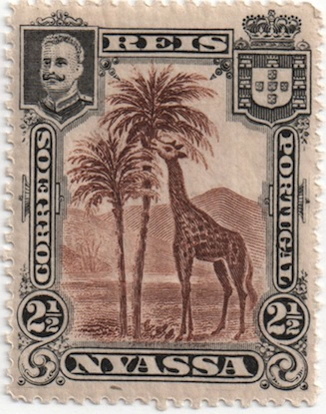 REIS
CORREIOS
PORTUGAL
2½ 2½
NYASSA